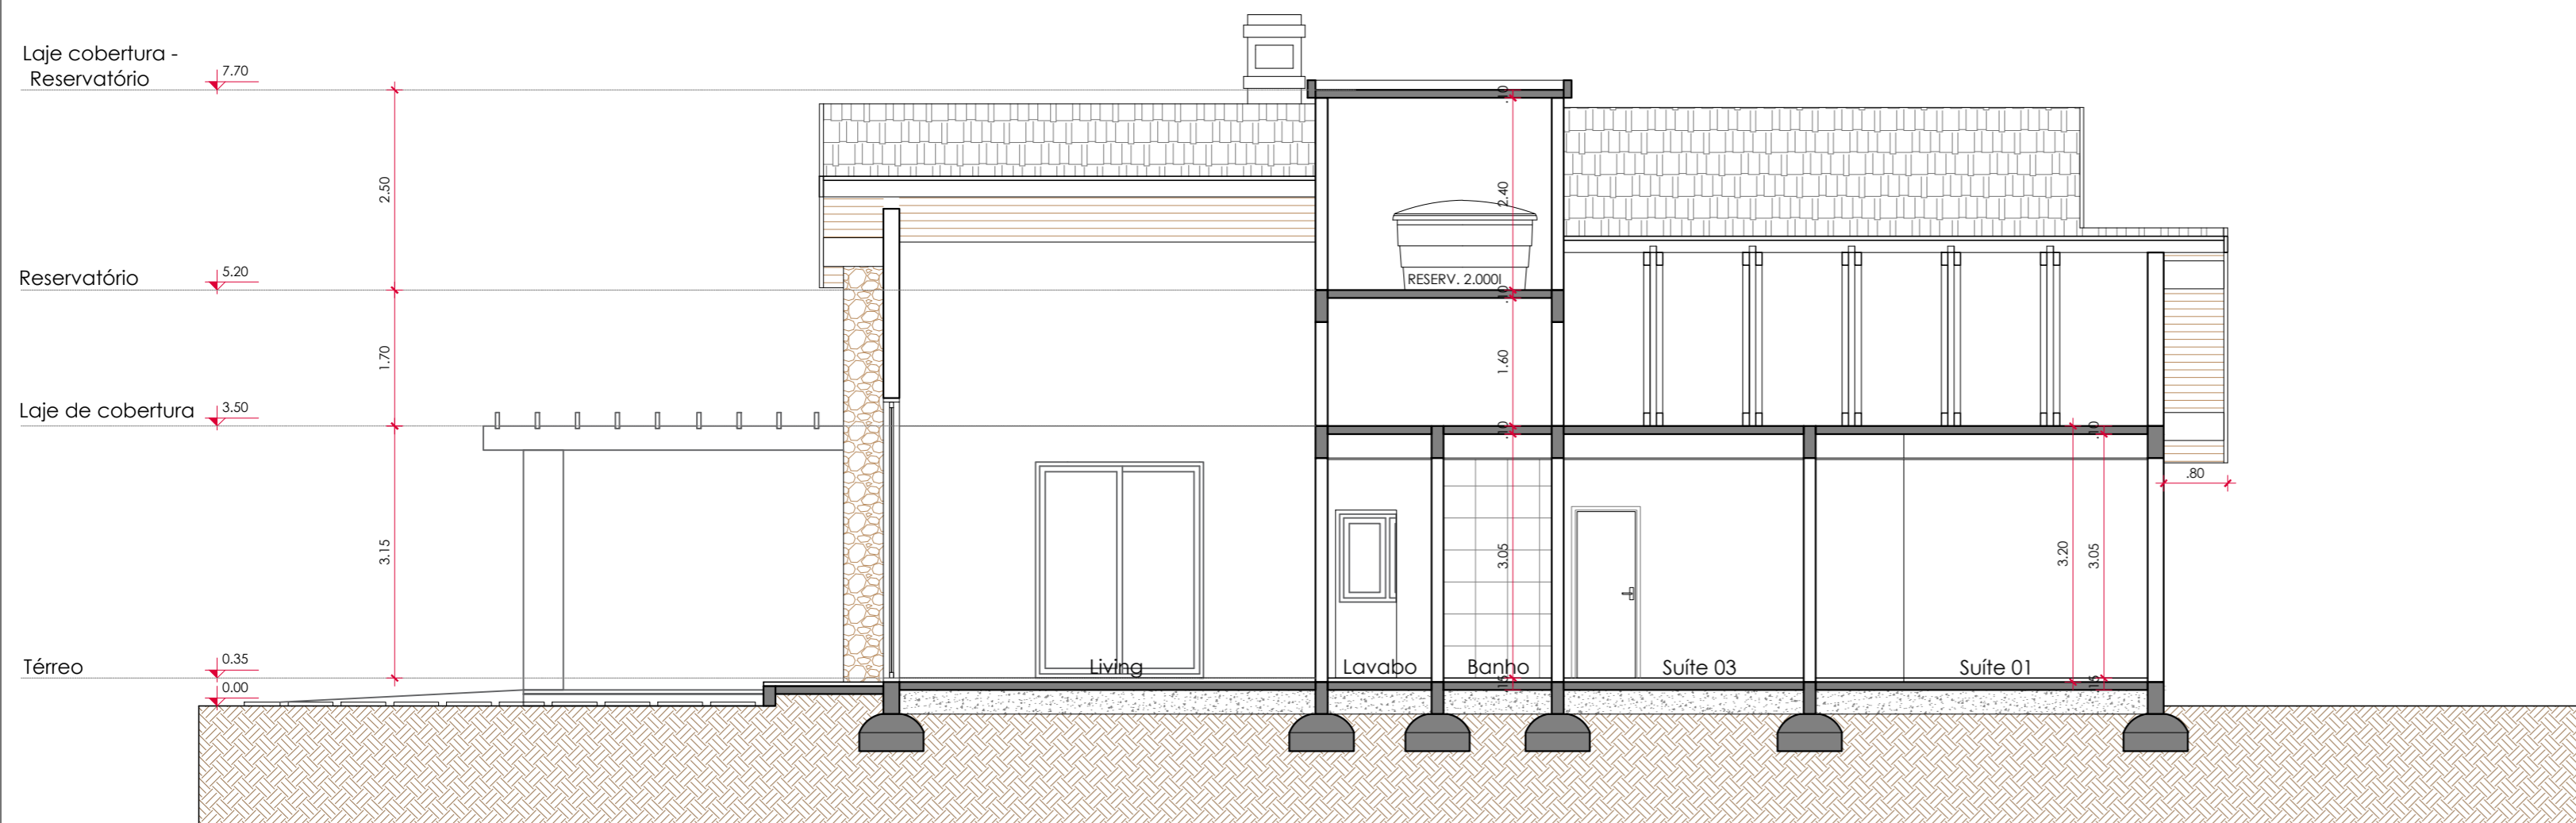 Laje cobertura -
Reservatório
7.70
.10
2.50
2.40
Reservatório
5.20
RESERV. 2.000l
.10
1.70
1.60
Laje de cobertura
3.50
.10
.10
.80
3.15
3.05
3.20
3.05
Térreo
0.35
0.00
Living
Lavabo
Banho
Suíte 03
Suíte 01
.15
.15